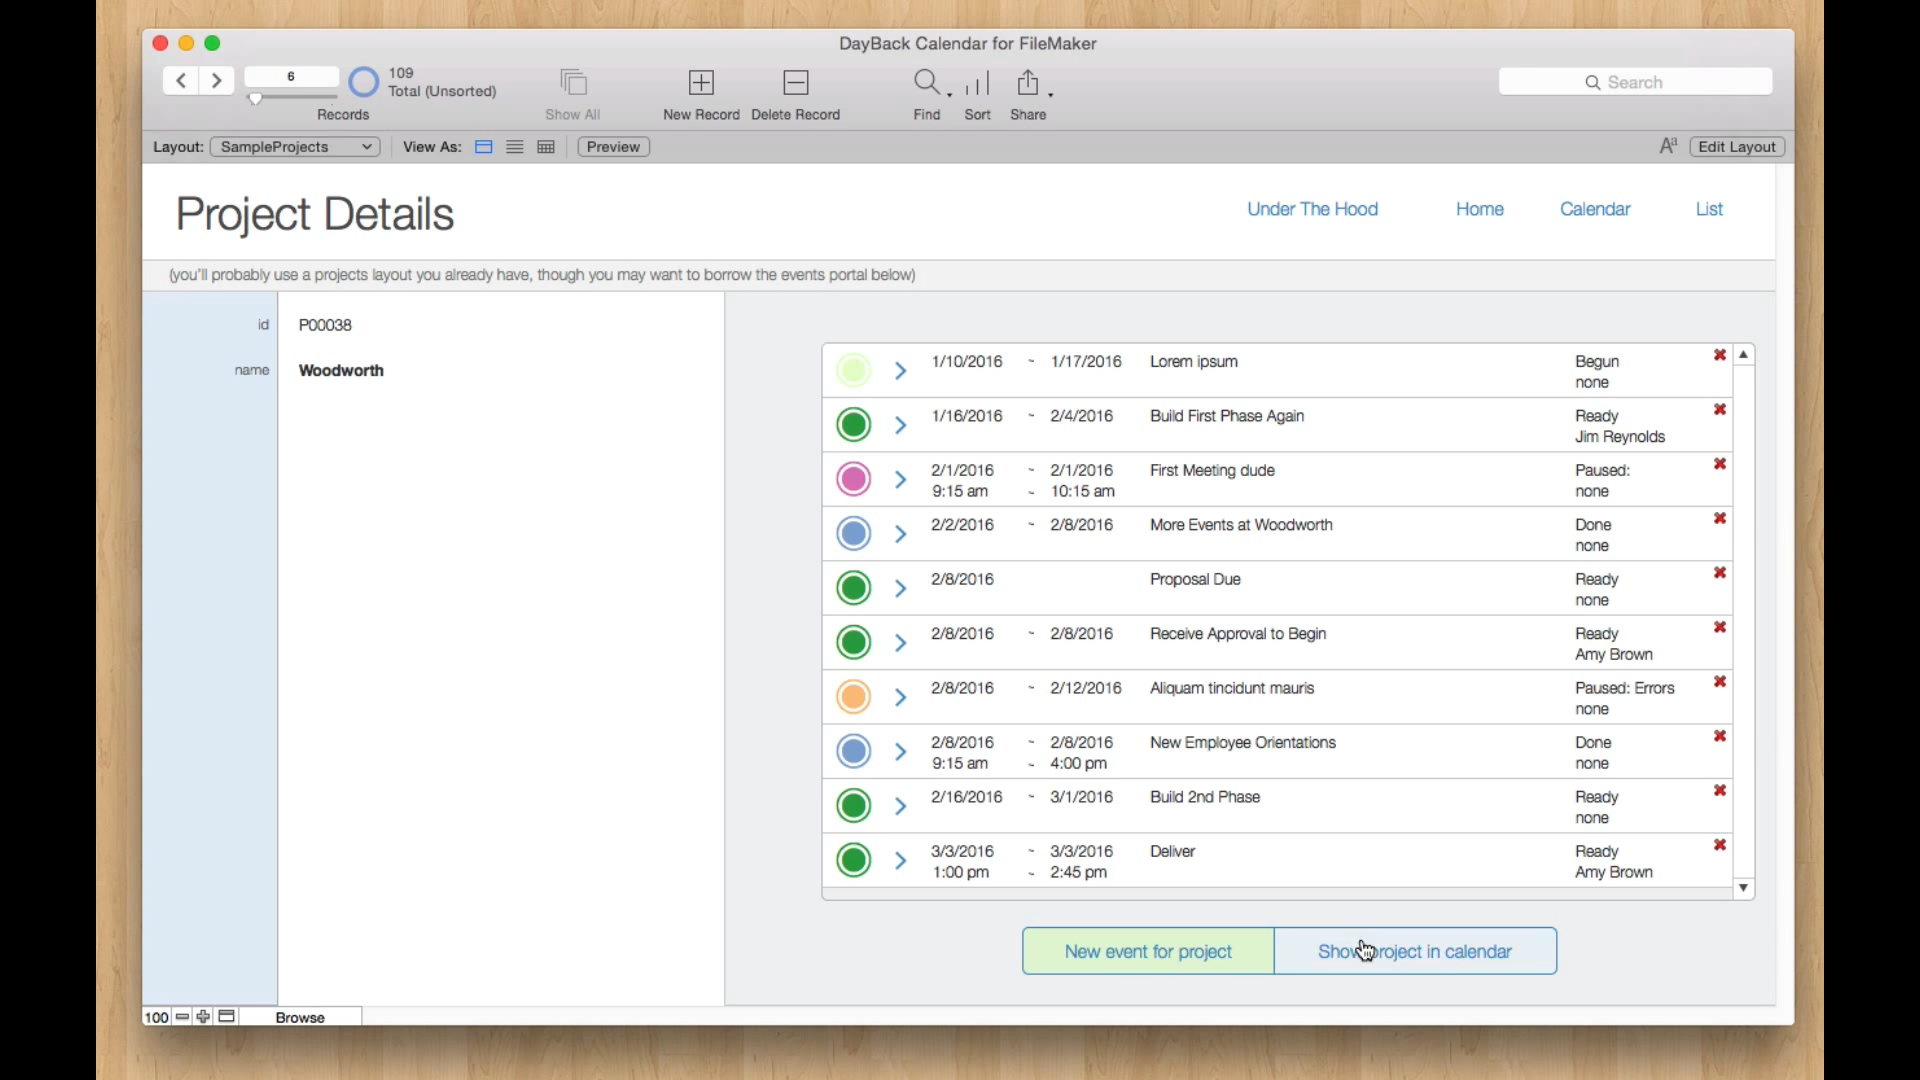 DayBack Calendar for FileMaker
6
109
Total (Unsorted)
Records
Show All
New Record
Delete Record
Find
Sort
Share
Search
Layout: SampleProjects
View As:
Preview
Aa
Edit Layout
Project Details
Under The Hood
Home
Calendar
List
(you'll probably use a projects layout you already have, though you may want to borrow the events portal below)
id P00038
name Woodworth
1/10/2016 - 1/17/2016 Lorem ipsum Begun
none
1/16/2016 - 2/4/2016 Build First Phase Again Ready
Jim Reynolds
2/1/2016 - 2/1/2016 First Meeting dude Paused:
9:15 am - 10:15 am none
2/2/2016 - 2/8/2016 More Events at Woodworth Done
none
2/8/2016 Proposal Due Ready
none
2/8/2016 - 2/8/2016 Receive Approval to Begin Ready
Amy Brown
2/8/2016 - 2/12/2016 Aliquam tincidunt mauris Paused: Errors
none
2/8/2016 - 2/8/2016 New Employee Orientations Done
9:15 am - 4:00 pm none
2/16/2016 - 3/1/2016 Build 2nd Phase Ready
none
3/3/2016 - 3/3/2016 Deliver Ready
1:00 pm - 2:45 pm Amy Brown
New event for project
Show project in calendar
100
Browse